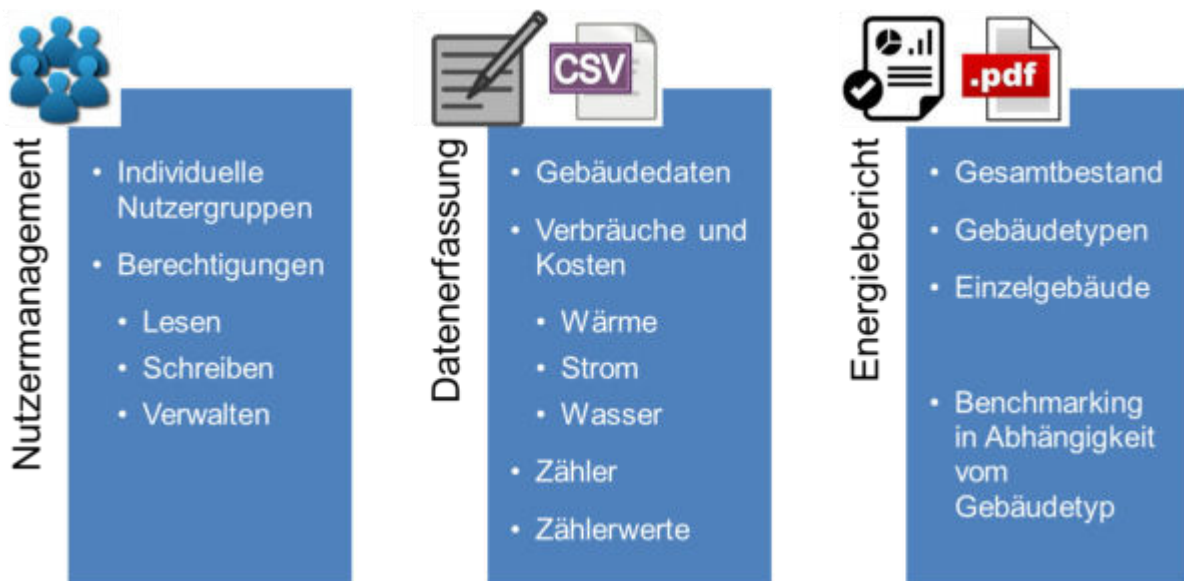 Nutzermanagement
• Individuelle
Nutzergruppen
• Berechtigungen
• Lesen
• Schreiben
• Verwalten
CSV
Datenerfassung
• Gebäudedaten
• Verbräuche und
Kosten
• Wärme
• Strom
• Wasser
• Zähler
• Zählerwerte
.pdf
Energiebericht
• Gesamtbestand
• Gebäudetypen
• Einzelgebäude
• Benchmarking
in Abhängigkeit
vom
Gebäudetyp